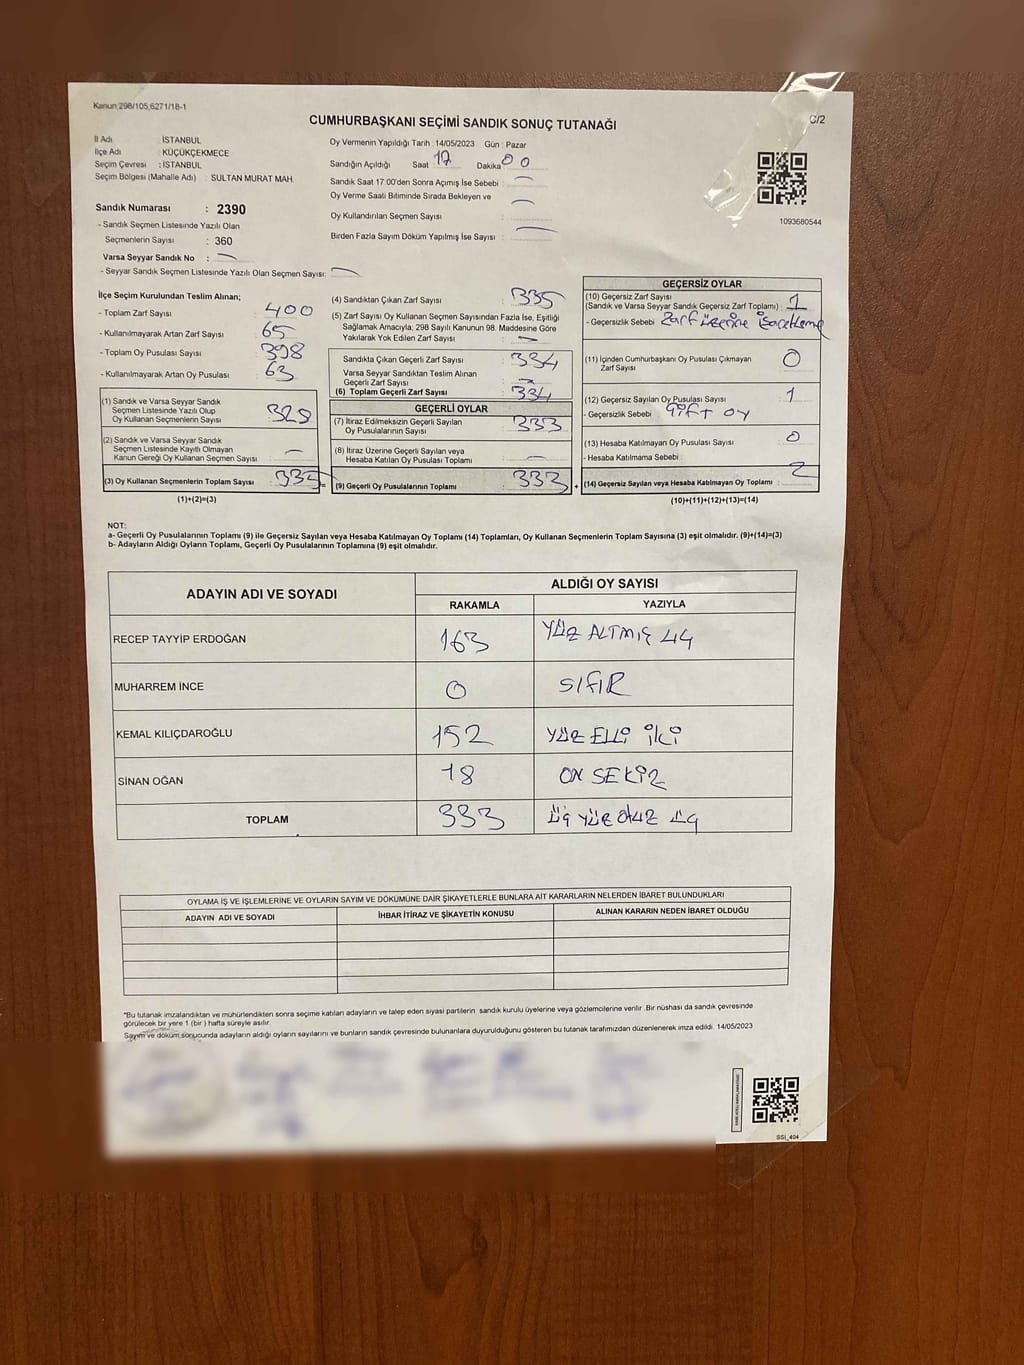 Kanun 298/105,6271/18-1
C/2
CUMHURBAŞKANI SEÇİMİ SANDIK SONUÇ TUTANAĞI
İl Adı : İSTANBUL
İlçe Adı : KÜÇÜKÇEKMECE
Seçim Çevresi : İSTANBUL
Seçim Bölgesi (Mahalle Adı) : SULTAN MURAT MAH.
Sandık Numarası : 2390
- Sandık Seçmen Listesinde Yazılı Olan
Seçmenlerin Sayısı : 360
Varsa Seyyar Sandık No : —
- Seyyar Sandık Seçmen Listesinde Yazılı Olan Seçmen Sayısı: —
Oy Vermenin Yapıldığı Tarih : 14/05/2023 Gün : Pazar
Sandığın Açıldığı Saat 17 Dakika 00
Sandık Saat 17:00'den Sonra Açımış İse Sebebi : —
Oy Verme Saati Bitiminde Sırada Bekleyen ve
Oy Kullandırılan Seçmen Sayısı : —
Birden Fazla Sayım Döküm Yapılmış İse Sayısı : —
1093680544
İlçe Seçim Kurulundan Teslim Alınan;
- Toplam Zarf Sayısı : 400
- Kullanılmayarak Artan Zarf Sayısı : 65
- Toplam Oy Pusulası Sayısı : 398
- Kullanılmayarak Artan Oy Pusulası : 63
(1) Sandık ve Varsa Seyyar Sandık
Seçmen Listesinde Yazılı Olup
Oy Kullanan Seçmenlerin Sayısı : 325
(2) Sandık ve Varsa Seyyar Sandık
Seçmen Listesinde Kayıtlı Olmayan
Kanun Gereği Oy Kullanan Seçmen Sayısı : —
(3) Oy Kullanan Seçmenlerin Toplam Sayısı : 335 =
(1)+(2)=(3)
(4) Sandıktan Çıkan Zarf Sayısı : 335
(5) Zarf Sayısı Oy Kullanan Seçmen Sayısından Fazla İse, Eşitliği
Sağlamak Amacıyla; 298 Sayılı Kanunun 98. Maddesine Göre
Yakılarak Yok Edilen Zarf Sayısı : —
Sandıkta Çıkan Geçerli Zarf Sayısı : 334
Varsa Seyyar Sandıktan Teslim Alınan
Geçerli Zarf Sayısı : —
(6) Toplam Geçerli Zarf Sayısı : 334
GEÇERLİ OYLAR
(7) İtiraz Edilmeksizin Geçerli Sayılan
Oy Pusulalarının Sayısı : 333
(8) İtiraz Üzerine Geçerli Sayılan veya
Hesaba Katılan Oy Pusulası Toplamı : —
(9) Geçerli Oy Pusulalarının Toplamı : 333 +
GEÇERSİZ OYLAR
(10) Geçersiz Zarf Sayısı
(Sandık ve Varsa Seyyar Sandık Geçersiz Zarf Toplamı) : 1
- Geçersizlik Sebebi : Zarf üzerine işaretleme
(11) İçinden Cumhurbaşkanı Oy Pusulası Çıkmayan
Zarf Sayısı : 0
(12) Geçersiz Sayılan Oy Pusulası Sayısı : 1
- Geçersizlik Sebebi : Çift oy
(13) Hesaba Katılmayan Oy Pusulası Sayısı : 0
- Hesaba Katılmama Sebebi :
(14) Geçersiz Sayılan veya Hesaba Katılmayan Oy Toplamı : 2
(10)+(11)+(12)+(13)=(14)
NOT:
a- Geçerli Oy Pusulalarının Toplamı (9) ile Geçersiz Sayılan veya Hesaba Katılmayan Oy Toplamı (14) Toplamları, Oy Kullanan Seçmenlerin Toplam Sayısına (3) eşit olmalıdır. (9)+(14)=(3)
b- Adayların Aldığı Oyların Toplamı, Geçerli Oy Pusulalarının Toplamına (9) eşit olmalıdır.
ADAYIN ADI VE SOYADI ALDIĞI OY SAYISI
RAKAMLA YAZIYLA
RECEP TAYYİP ERDOĞAN 163 YÜZ ALTMIŞ ÜÇ
MUHARREM İNCE 0 SIFIR
KEMAL KILIÇDAROĞLU 152 YÜZ ELLİ İKİ
SİNAN OĞAN 18 ON SEKİZ
TOPLAM 333 ÜÇ YÜZ OTUZ ÜÇ
OYLAMA İŞ VE İŞLEMLERİNE VE OYLARIN SAYIM VE DÖKÜMÜNE DAİR ŞİKAYETLERLE BUNLARA AİT KARARLARIN NELERDEN İBARET BULUNDUKLARI
ADAYIN ADI VE SOYADI İHBAR İTİRAZ VE ŞİKAYETİN KONUSU ALINAN KARARIN NEDEN İBARET OLDUĞU
*Bu tutanak imzalandıktan ve mühürlendikten sonra seçime katılan adayların ve talep eden siyasi partilerin sandık kurulu üyelerine veya gözlemcilerine verilir. Bir nüshası da sandık çevresinde
görülecek bir yere 1 (bir) hafta süreyle asılır.
Sayım ve döküm sonucunda adayların aldığı oyların sayılarını ve bunların sandık çevresinde bulunanlara duyurulduğunu gösteren bu tutanak tarafımızdan düzenlenerek imza edildi. 14/05/2023
SSI_404